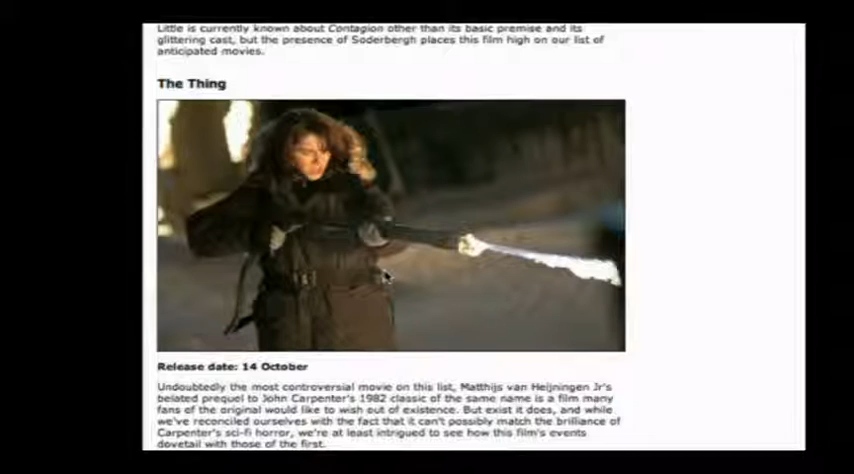 Little is currently known about Contagion other than its basic premise and its
glittering cast, but the presence of Soderbergh places this film high on our list of
anticipated movies.
The Thing
Release date: 14 October
Undoubtedly the most controversial movie on this list, Matthijs van Heijningen Jr's
belated prequel to John Carpenter's 1982 classic of the same name is a film many
fans of the original would like to wish out of existence. But exist it does, and while
we've reconciled ourselves with the fact that it can't possibly match the brilliance of
Carpenter's sci-fi horror, we're at least intrigued to see how this film's events
dovetail with those of the first.